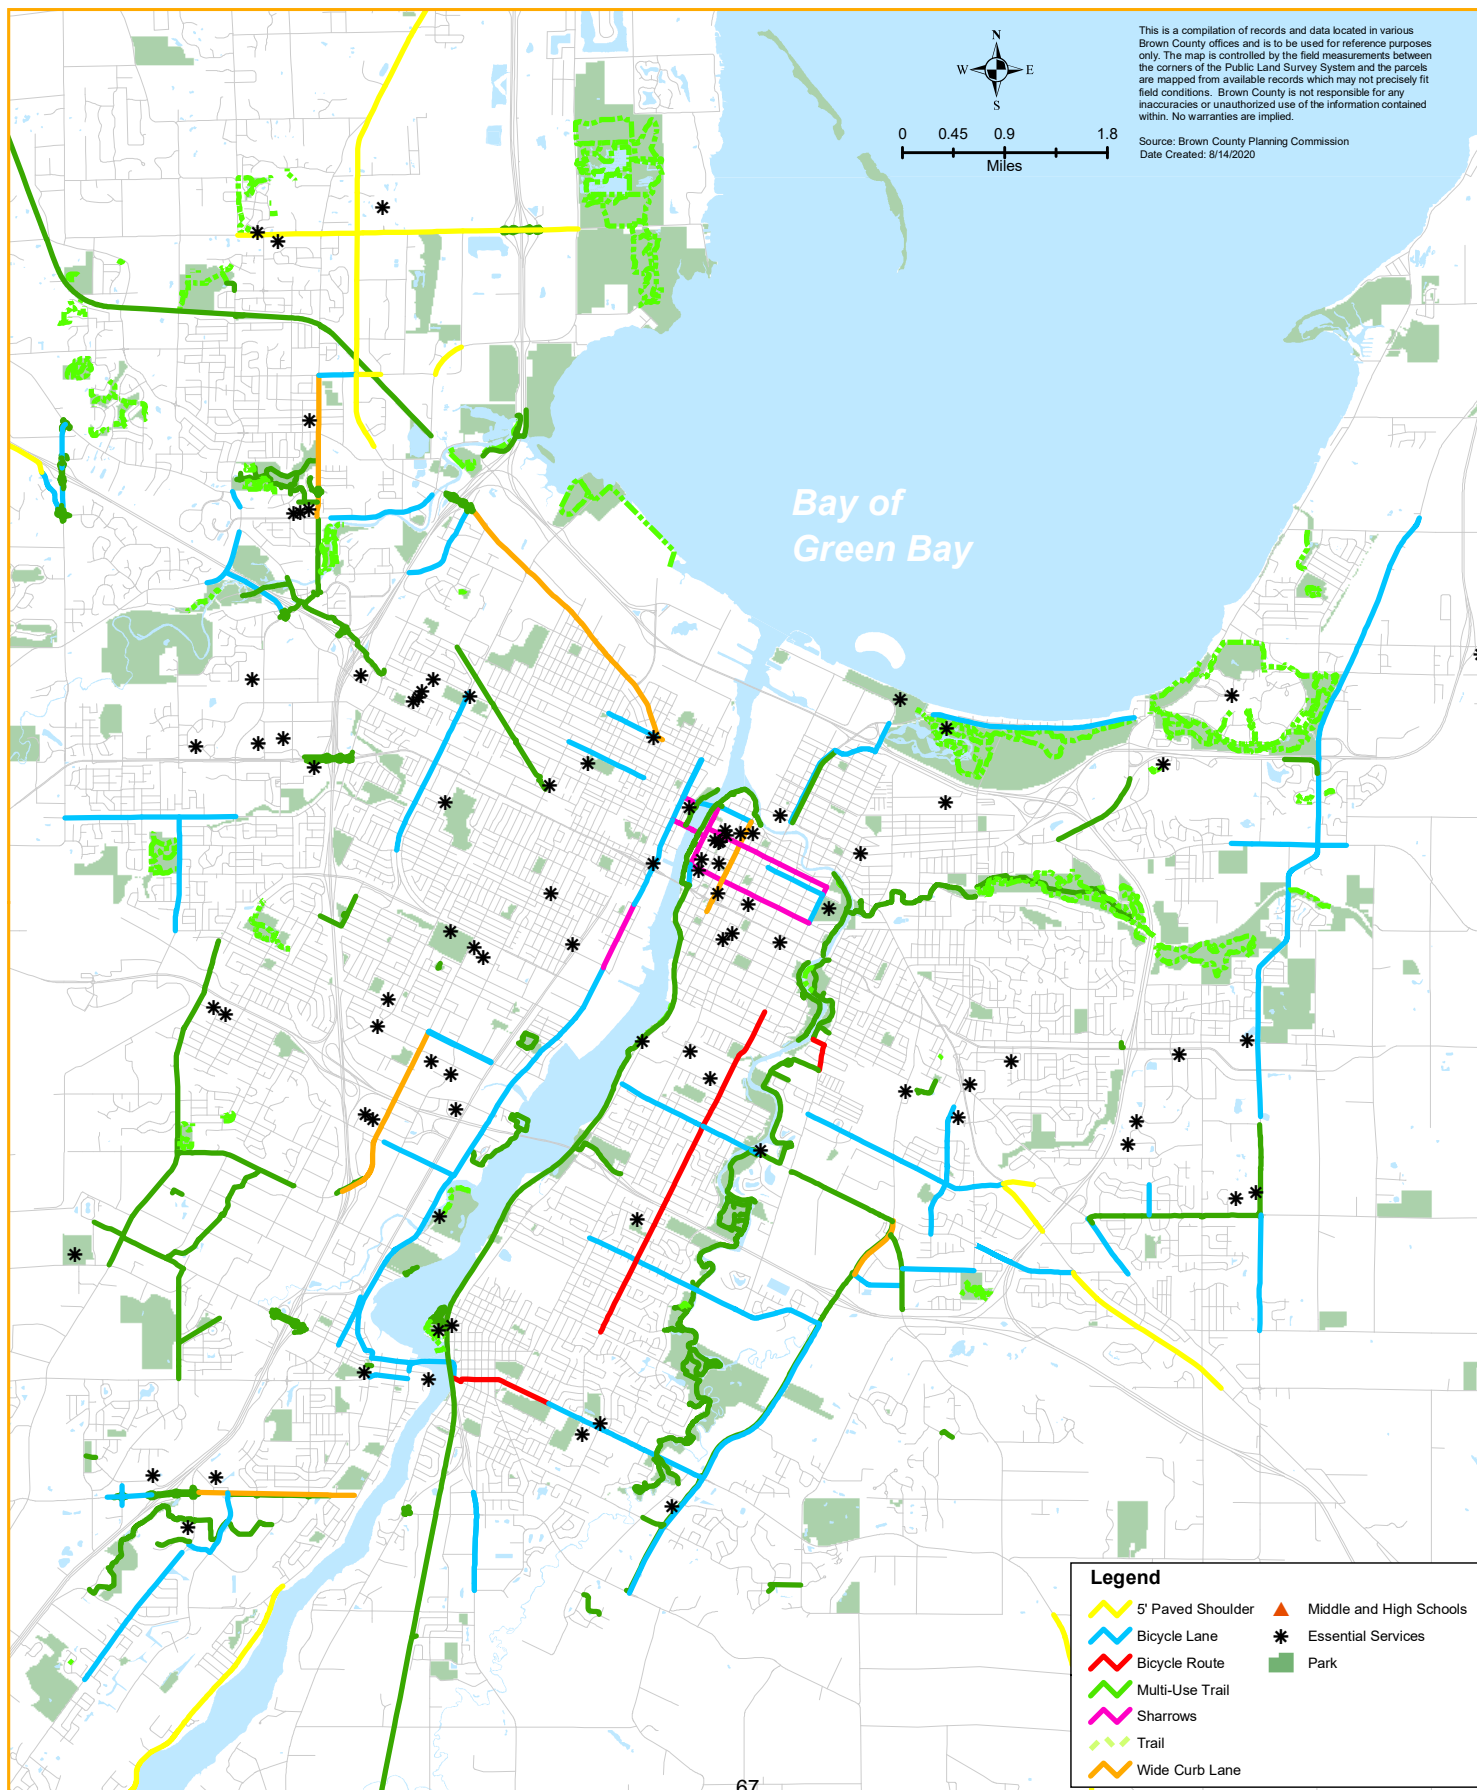 This is a compilation of records and data located in various
Brown County offices and is to be used for reference purposes
only. The map is controlled by the field measurements between
the corners of the Public Land Survey System and the parcels
are mapped from available records which may not precisely fit
field conditions. Brown County is not responsible for any
inaccuracies or unauthorized use of the information contained
within. No warranties are implied.
Source: Brown County Planning Commission
Date Created: 8/14/2020
N
W E
S
0 0.45 0.9 1.8
Miles
Bay of
Green Bay
Legend
5' Paved Shoulder
Bicycle Lane
Bicycle Route
Multi-Use Trail
Sharrows
Trail
Wide Curb Lane
Middle and High Schools
Essential Services
Park
67